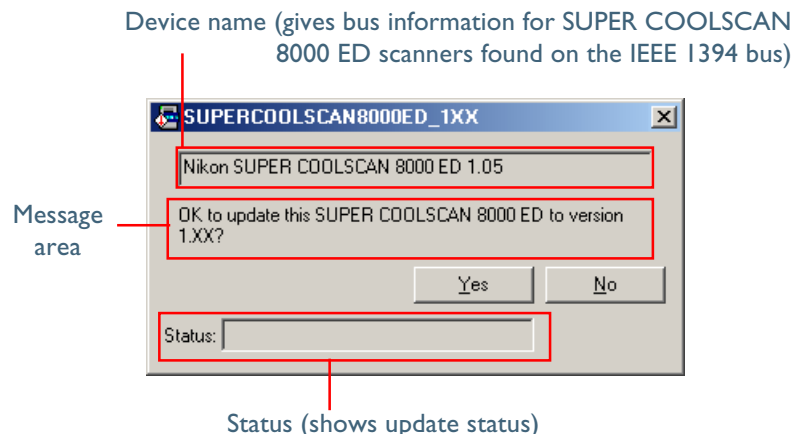 Device name (gives bus information for SUPER COOLSCAN
8000 ED scanners found on the IEEE 1394 bus)
SUPERCOOLSCAN8000ED_1XX
Nikon SUPER COOLSCAN 8000 ED 1.05
Message
area
OK to update this SUPER COOLSCAN 8000 ED to version
1.XX?
Yes
No
Status:
Status (shows update status)